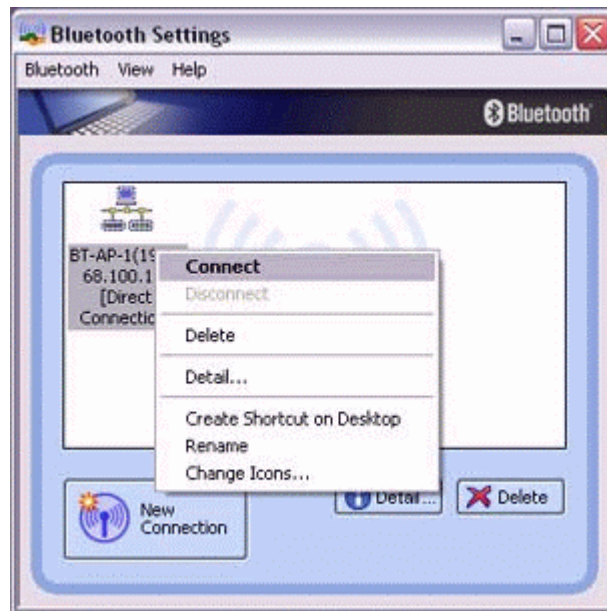 Bluetooth Settings
Bluetooth View Help
Bluetooth
BT-AP-1(19
68.100.1
[Direct
Connectio
Connect
Disconnect
Delete
Detail...
Create Shortcut on Desktop
Rename
Change Icons...
New
Connection
Detail...
Delete